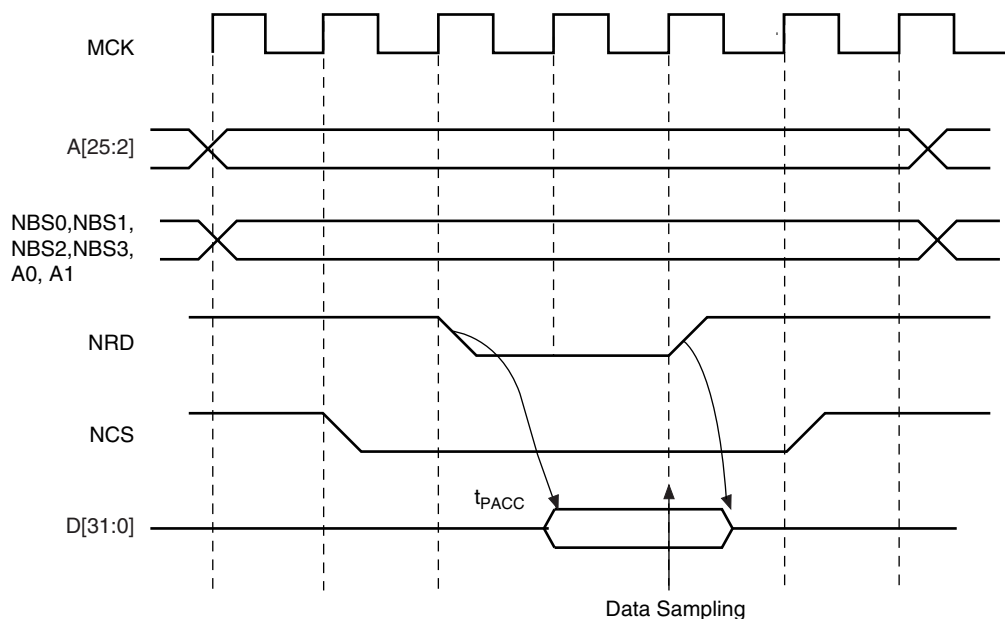 MCK
A[25:2]
NBS0,NBS1,
NBS2,NBS3,
A0, A1
NRD
NCS
tPACC
D[31:0]
Data Sampling